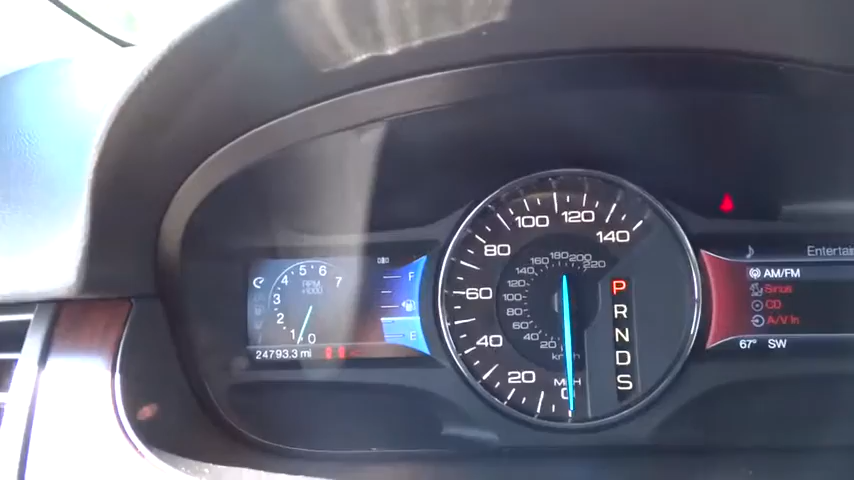 0 1 2 3 4 5 6 7
RPM
x1000
F
E
24793.3 mi
0 20 40 60 80 100 120 140
20 40 60 80 100 120 140 160 180 200 220
km/h
MPH
P
R
N
D
S
Entertain
AM/FM
Sirius
CD
A/V In
67° SW